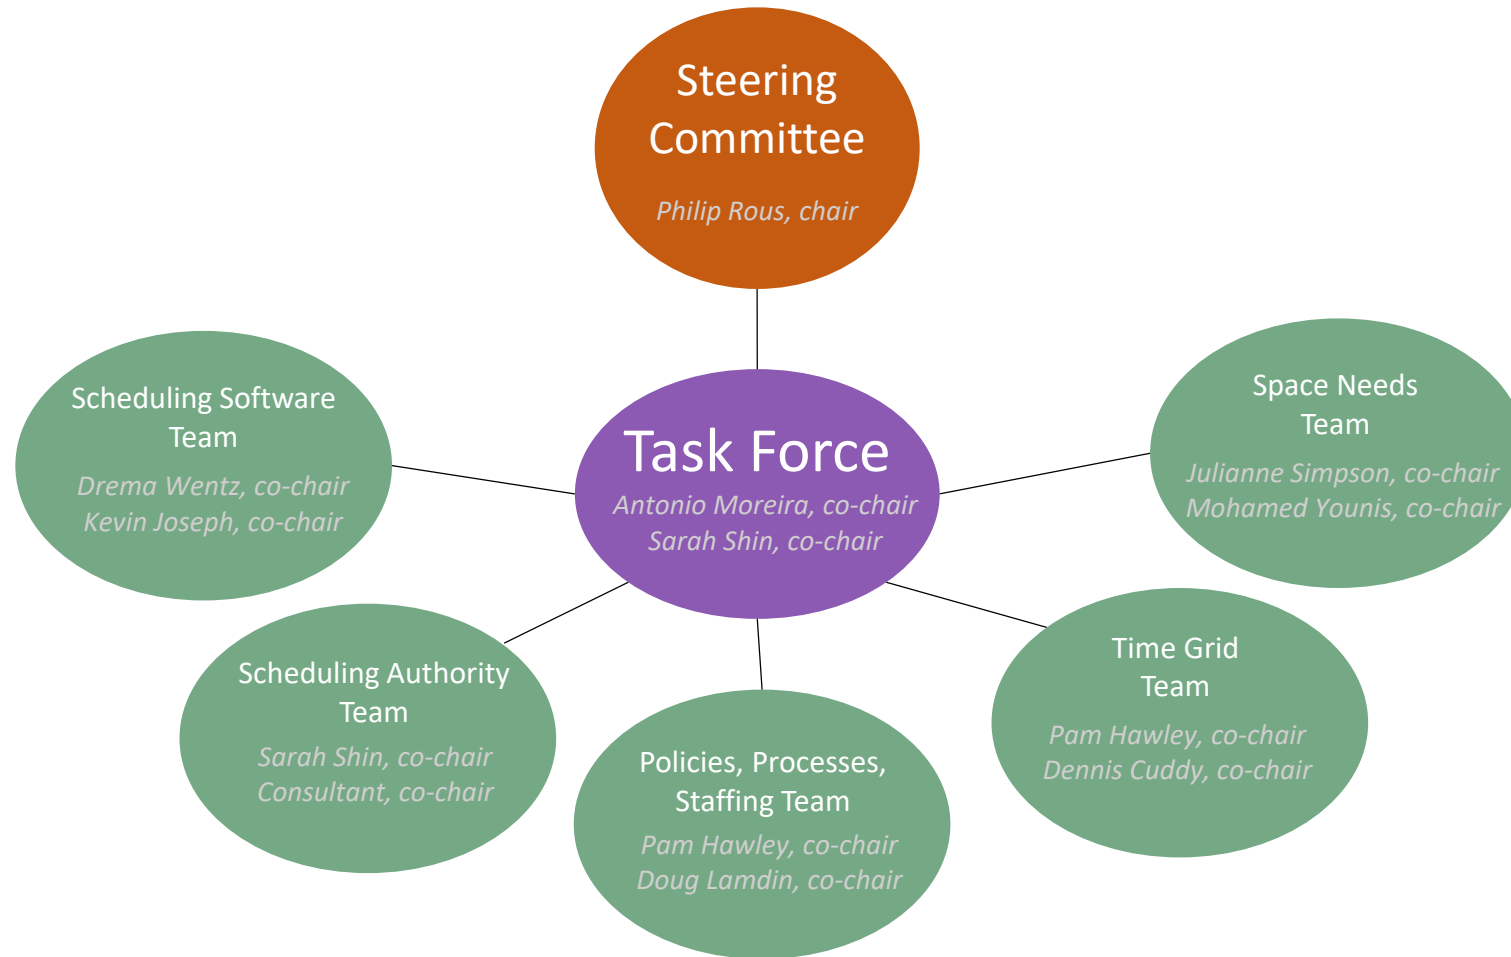 Steering
Committee
Philip Rous, chair
Scheduling Software
Team
Drema Wentz, co-chair
Kevin Joseph, co-chair
Task Force
Antonio Moreira, co-chair
Sarah Shin, co-chair
Space Needs
Team
Julianne Simpson, co-chair
Mohamed Younis, co-chair
Scheduling Authority
Team
Sarah Shin, co-chair
Consultant, co-chair
Policies, Processes,
Staffing Team
Pam Hawley, co-chair
Doug Lamdin, co-chair
Time Grid
Team
Pam Hawley, co-chair
Dennis Cuddy, co-chair